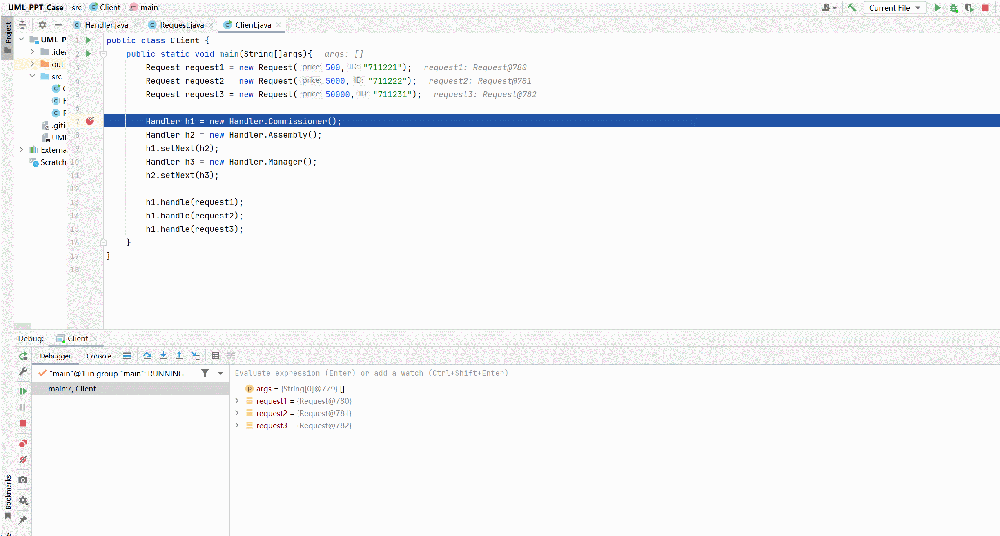 UML_PPT_Case src Client main
Current File
Project
Handler.java Request.java Client.java
UML_P
.idea
out
src
C
H
R
.gitig
UML
Externa
Scratch
1 public class Client {
2 public static void main(String[]args){ args: []
3 Request request1 = new Request( price: 500, ID: "711221"); request1: Request@780
4 Request request2 = new Request( price: 5000, ID: "711222"); request2: Request@781
5 Request request3 = new Request( price: 50000, ID: "711231"); request3: Request@782
6
7 Handler h1 = new Handler.Commissioner();
8 Handler h2 = new Handler.Assembly();
9 h1.setNext(h2);
10 Handler h3 = new Handler.Manager();
11 h2.setNext(h3);
12
13 h1.handle(request1);
14 h1.handle(request2);
15 h1.handle(request3);
16 }
17 }
18
Debug: Client
Debugger Console
"main"@1 in group "main": RUNNING
main:7, Client
Evaluate expression (Enter) or add a watch (Ctrl+Shift+Enter)
args = {String[0]@779} []
request1 = {Request@780}
request2 = {Request@781}
request3 = {Request@782}
Bookmarks